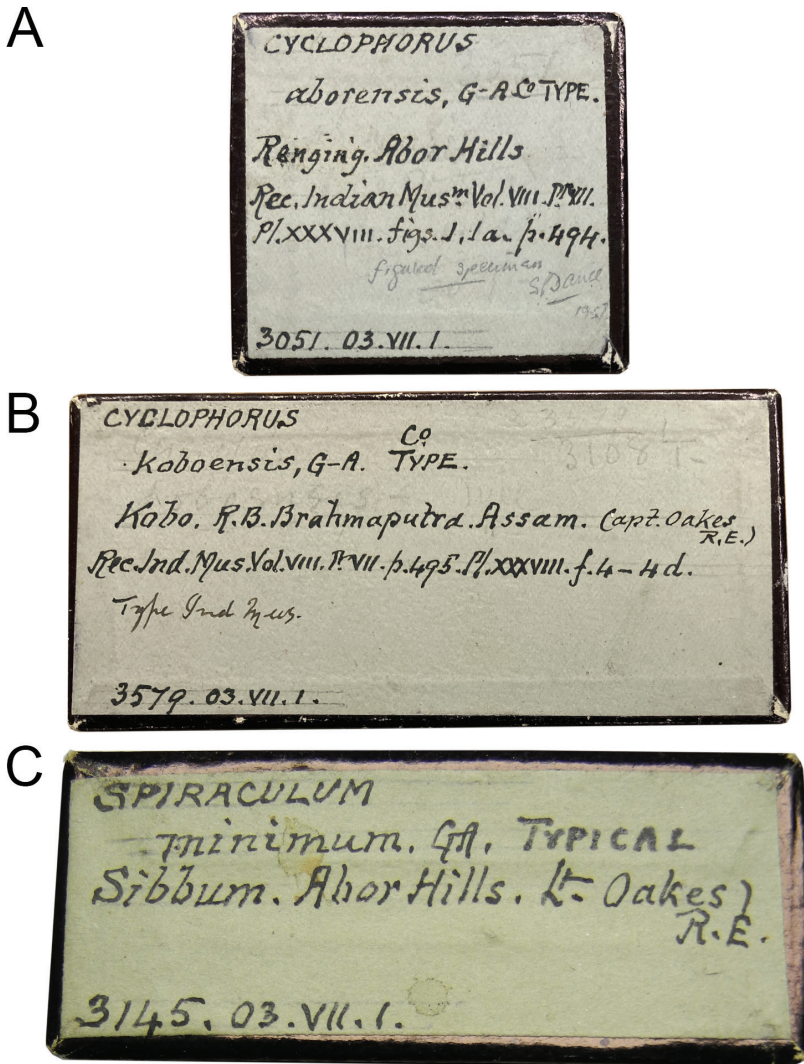 A
CYCLOPHORUS
aborensis, G-A Co TYPE.
Renging. Abor Hills
Rec. Indian Musm. Vol. VIII. Pt VII.
Pl. XXXVIII. figs. 1, 1a. p. 494.
figured specimen
S.P. Dance
1957
3051. 03.VII.1.
B
CYCLOPHORUS
koboensis, G-A. Co TYPE.
Kobo. R.B. Brahmaputra. Assam. (Capt. Oakes
R.E.)
Rec. Ind. Mus. Vol. VIII. Pt VII. p. 495. Pl. XXXVIII. f. 4 - 4d.
Type Ind Mus.
3579. 03.VII.1.
C
SPIRACULUM
minimum. GA. TYPICAL
Sibbum. Abor Hills. Lt. Oakes)
R.E.
3145. 03.VII.1.